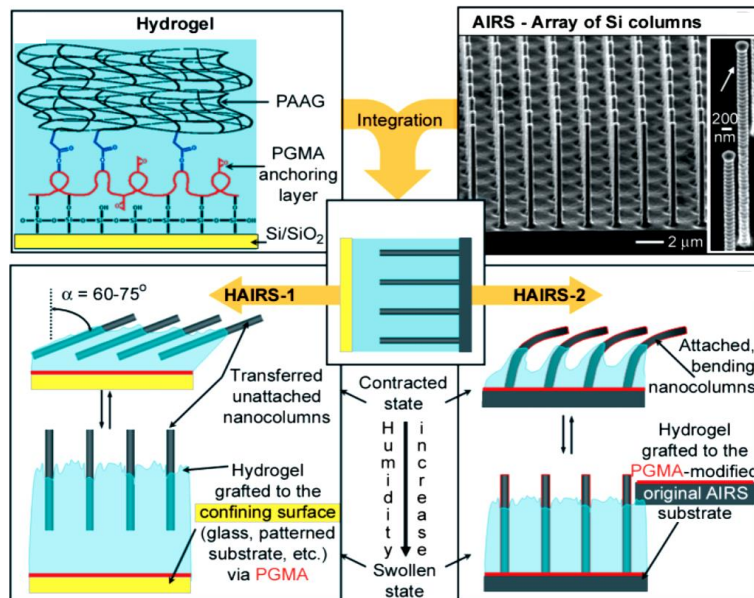 Hydrogel
PAAG
PGMA
anchoring
layer
Si/SiO2
AIRS - Array of Si columns
200
nm
2 μm
Integration
HAIRS-1
HAIRS-2
α = 60-75°
Transferred
unattached
nanocolumns
Hydrogel
grafted to the
confining surface
(glass, patterned
substrate, etc.)
via PGMA
Contracted
state
Humidity
increase
Swollen
state
Attached,
bending
nanocolumns
Hydrogel
grafted to the
PGMA-modified
original AIRS
substrate